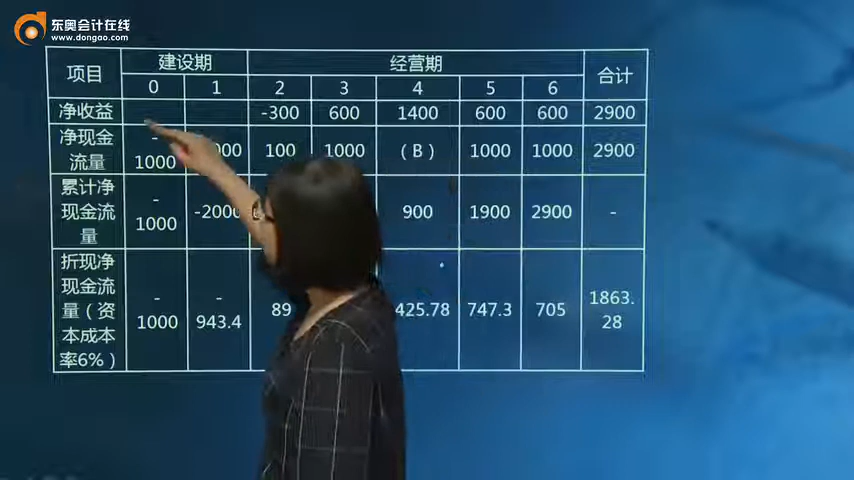 东奥会计在线
www.dongao.com
项目 建设期 经营期 合计
0 1 2 3 4 5 6
净收益 -300 600 1400 600 600 2900
净现金流量 -1000 100 1000 （B） 1000 1000 2900
累计净现金流量 -1000 -2000 900 1900 2900 -
折现净现金流量（资本成本率6%） -1000 -943.4 89 425.78 747.3 705 1863.28